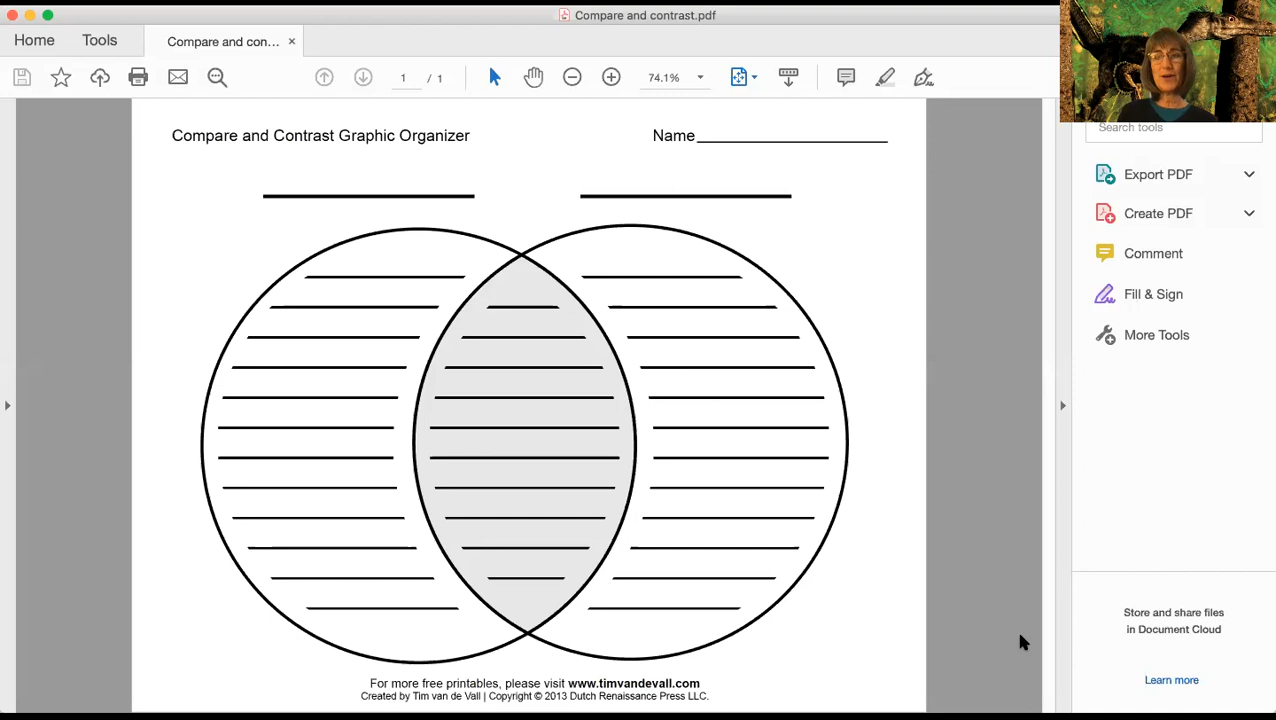 Compare and contrast.pdf
Home
Tools
Compare and con...
1 / 1
74.1%
Search tools
Export PDF
Create PDF
Comment
Fill & Sign
More Tools
Store and share files
in Document Cloud
Learn more
Compare and Contrast Graphic Organizer
Name
For more free printables, please visit www.timvandevall.com
Created by Tim van de Vall | Copyright © 2013 Dutch Renaissance Press LLC.